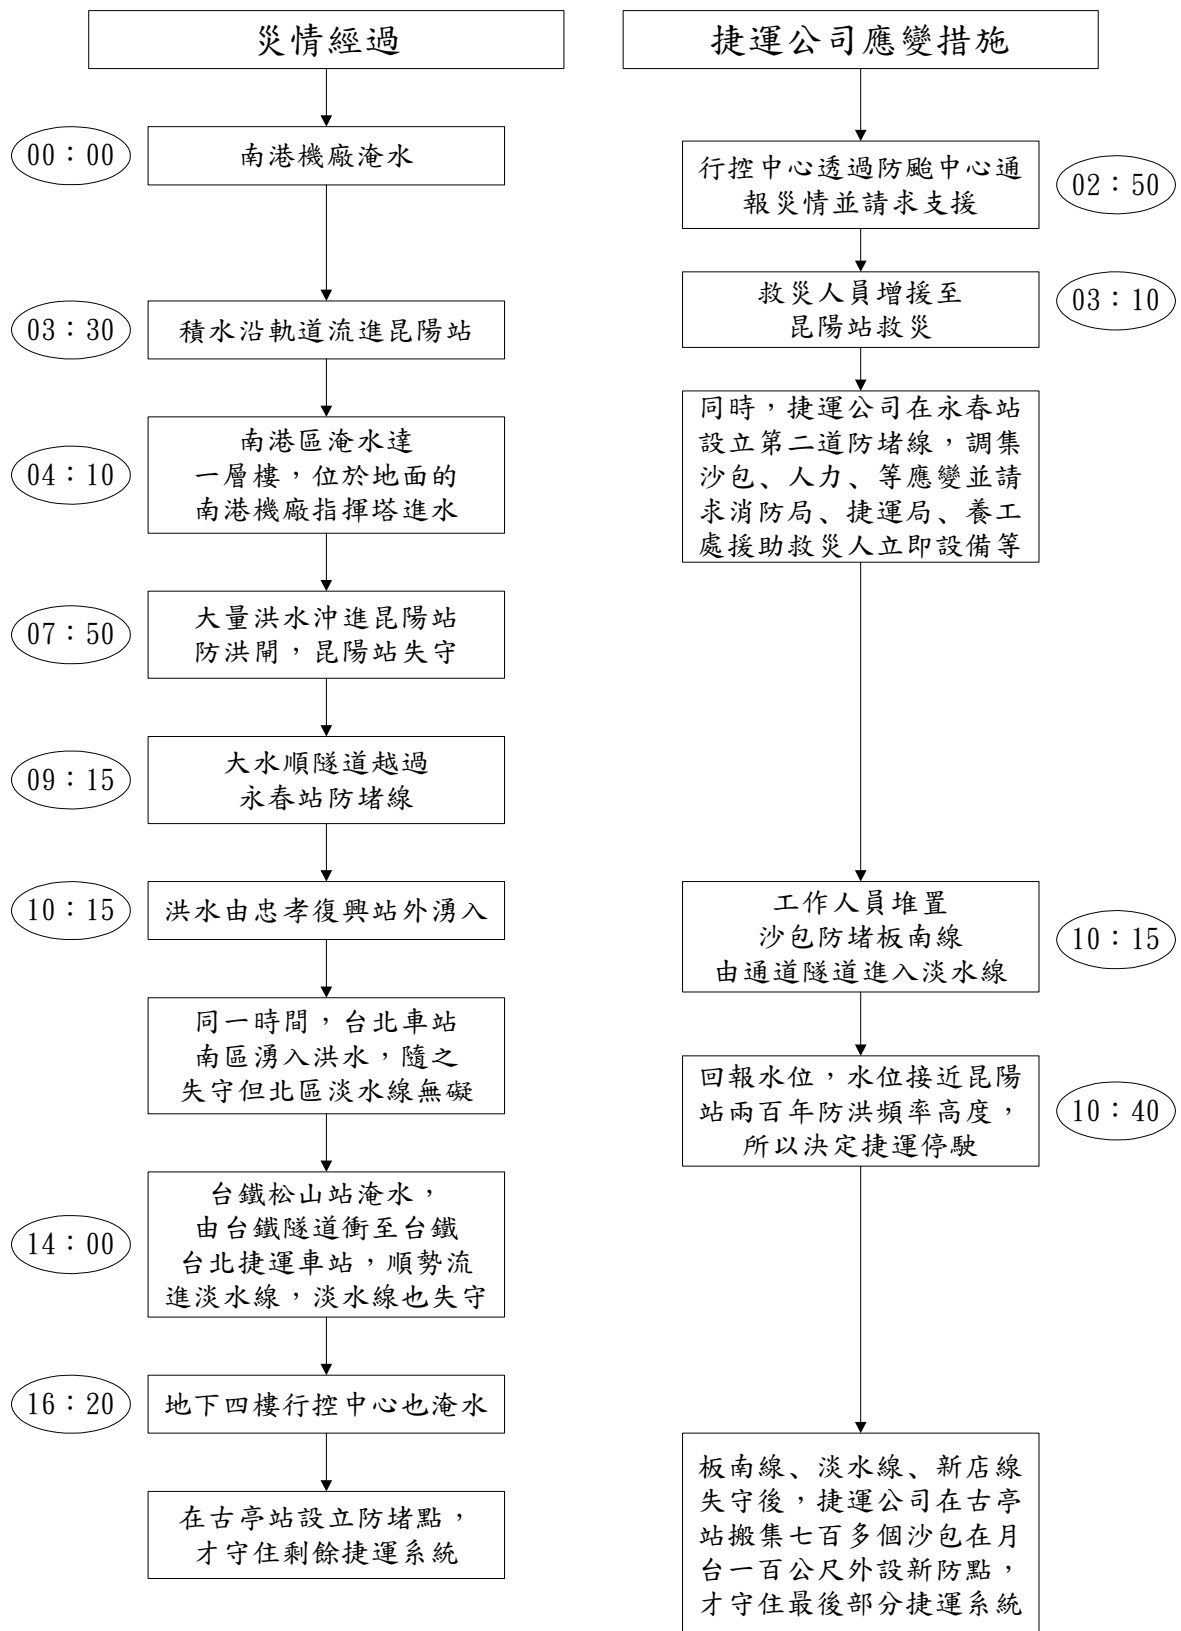 災情經過
00：00
南港機廠淹水
03：30
積水沿軌道流進昆陽站
04：10
南港區淹水達
一層樓，位於地面的
南港機廠指揮塔進水
07：50
大量洪水沖進昆陽站
防洪閘，昆陽站失守
09：15
大水順隧道越過
永春站防堵線
10：15
洪水由忠孝復興站外湧入
同一時間，台北車站
南區湧入洪水，隨之
失守但北區淡水線無礙
14：00
台鐵松山站淹水，
由台鐵隧道衝至台鐵
台北捷運車站，順勢流
進淡水線，淡水線也失守
16：20
地下四樓行控中心也淹水
在古亭站設立防堵點，
才守住剩餘捷運系統
捷運公司應變措施
行控中心透過防颱中心通
報災情並請求支援
02：50
救災人員增援至
昆陽站救災
03：10
同時，捷運公司在永春站
設立第二道防堵線，調集
沙包、人力、等應變並請
求消防局、捷運局、養工
處援助救災人立即設備等
工作人員堆置
沙包防堵板南線
由通道隧道進入淡水線
10：15
回報水位，水位接近昆陽
站兩百年防洪頻率高度，
所以決定捷運停駛
10：40
板南線、淡水線、新店線
失守後，捷運公司在古亭
站搬集七百多個沙包在月
台一百公尺外設新防點，
才守住最後部分捷運系統